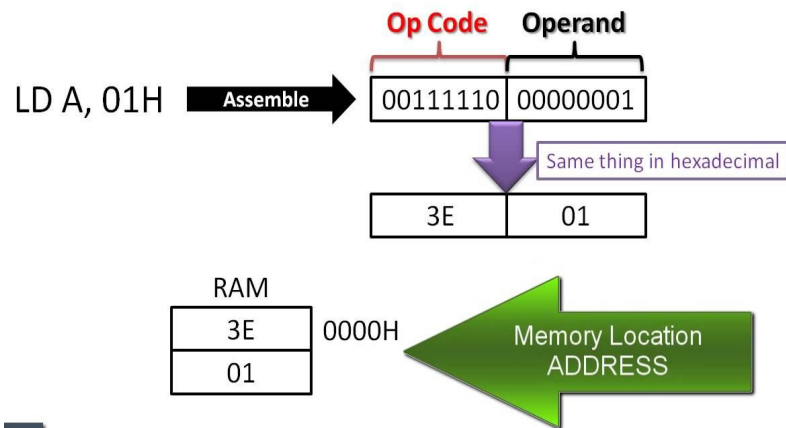 Op Code Operand
LD A, 01H Assemble 00111110 00000001
Same thing in hexadecimal
3E 01
RAM
3E 0000H
01
Memory Location
ADDRESS